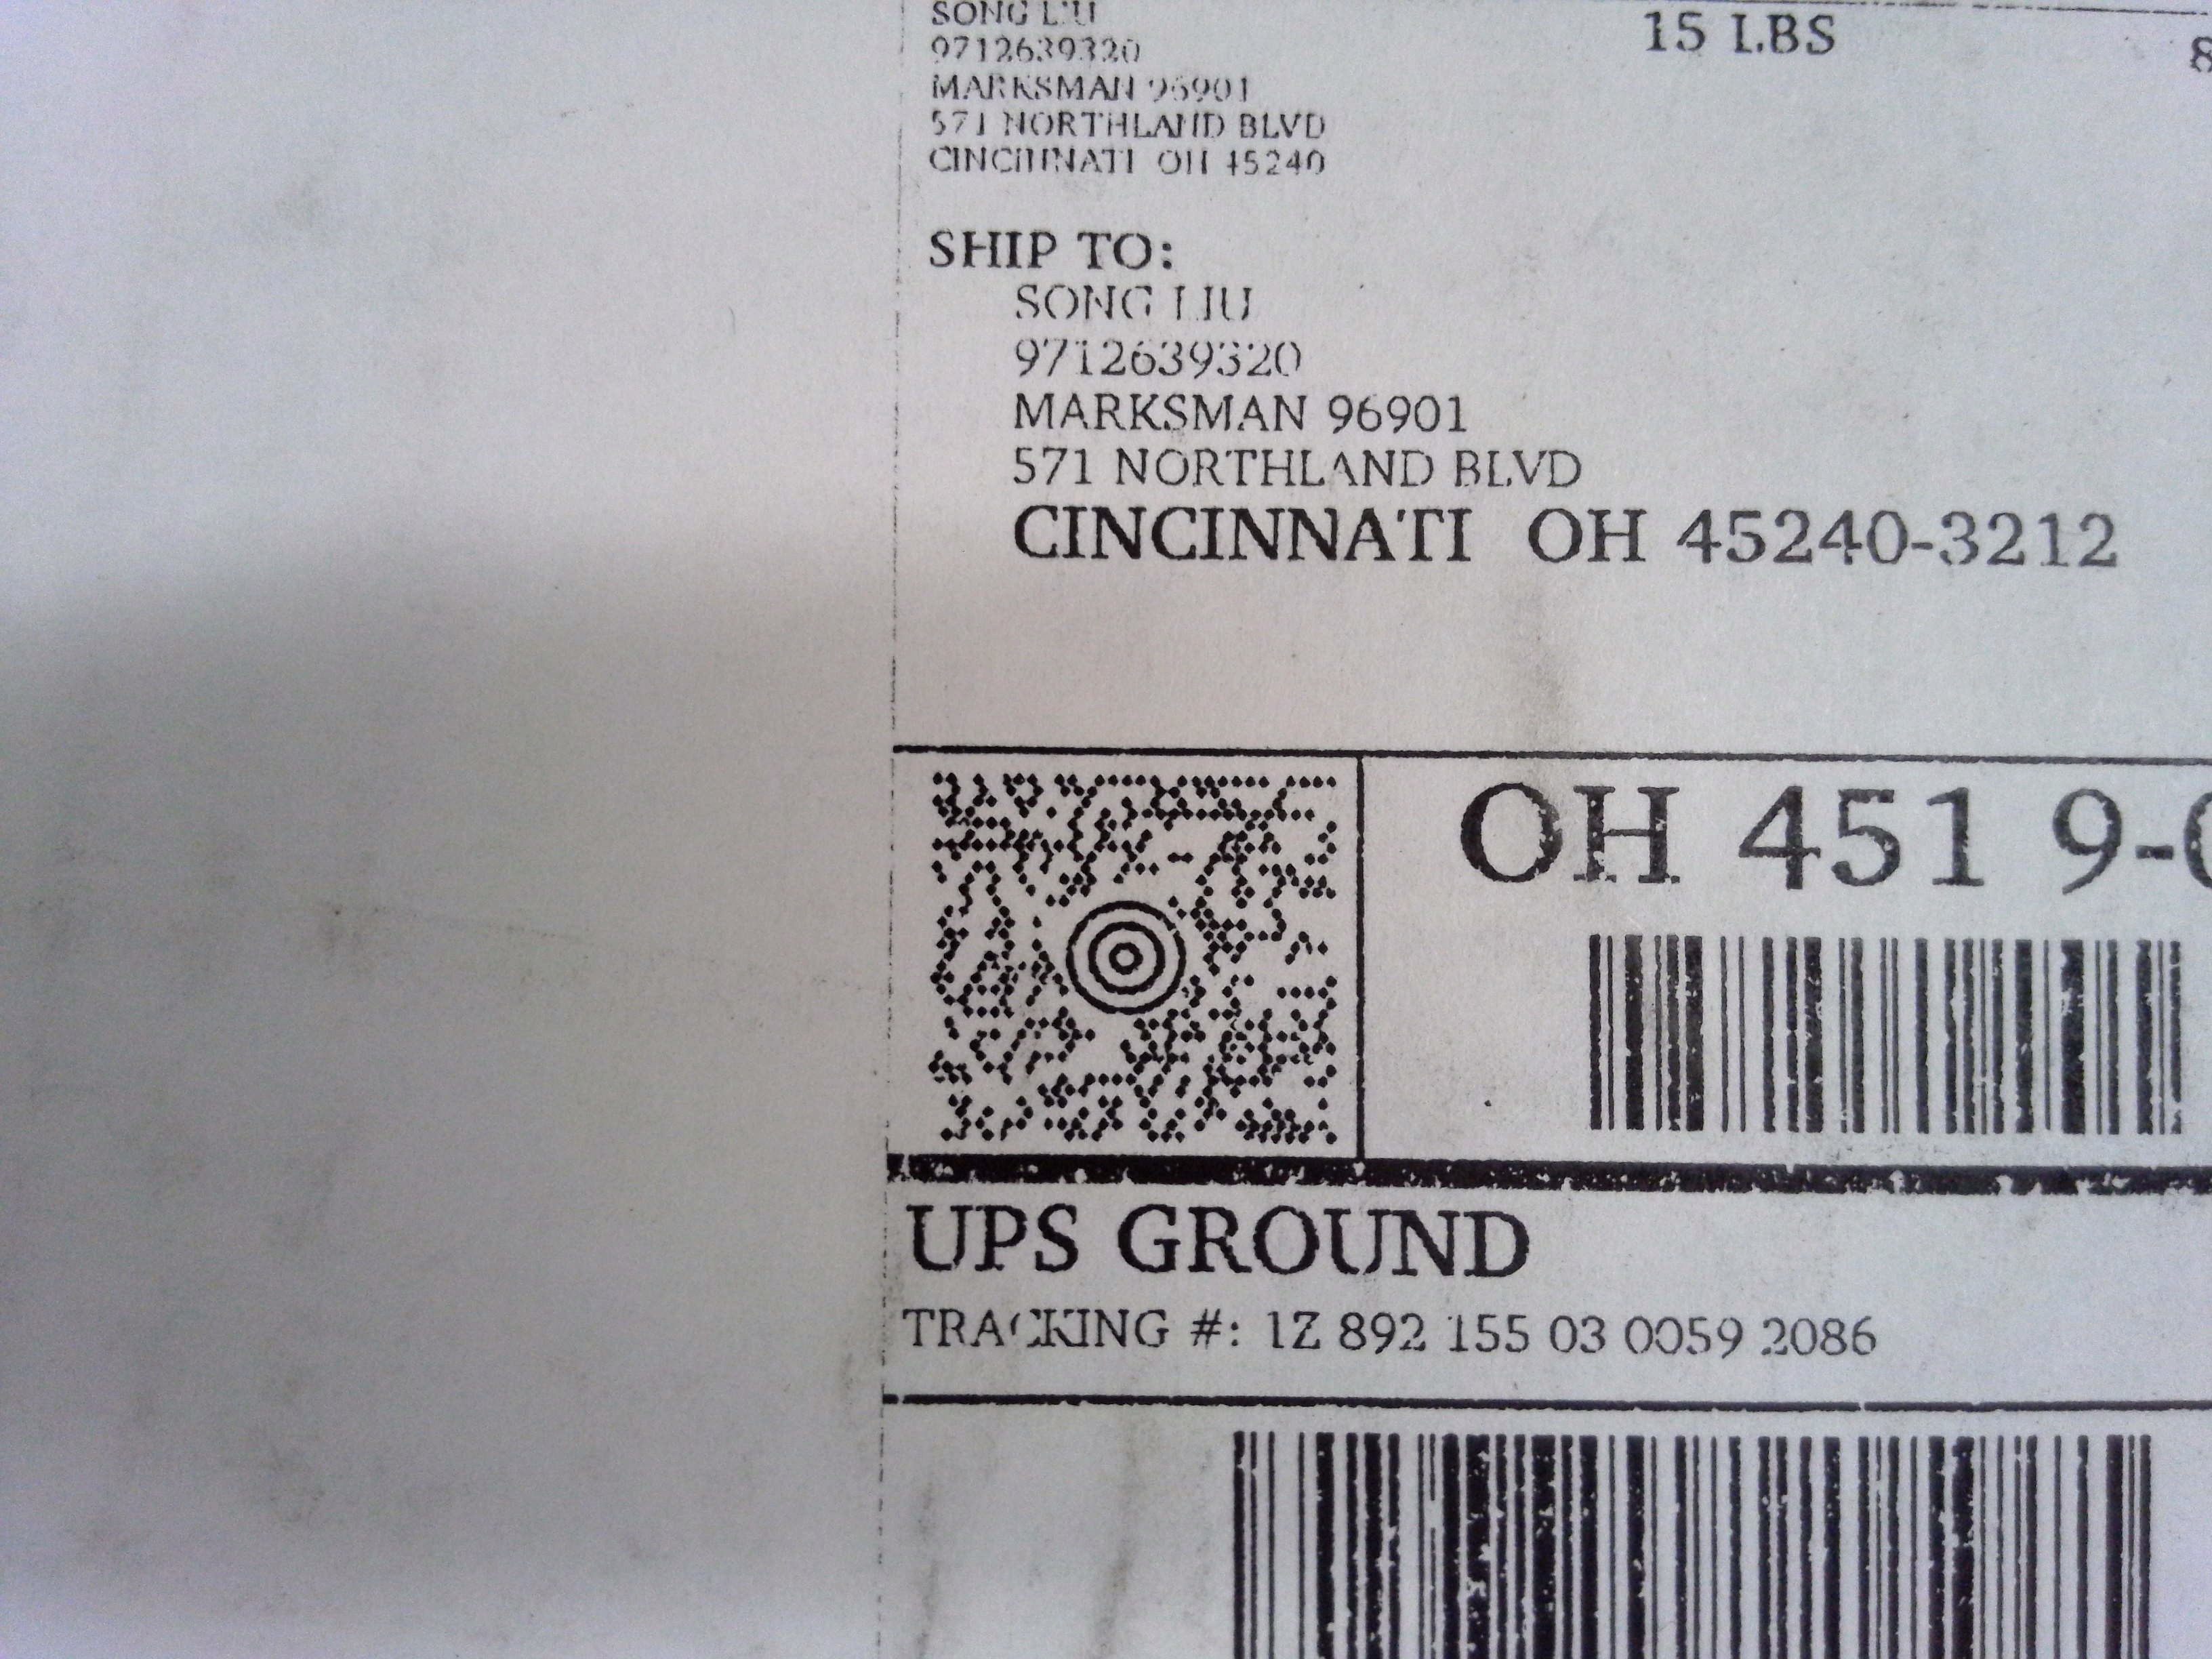 SONG LIU
15 LBS
8
9712639320
MARKSMAN 96901
571 NORTHLAND BLVD
CINCINNATI OH 45240
SHIP TO:
SONG LIU
9712639320
MARKSMAN 96901
571 NORTHLAND BLVD
CINCINNATI OH 45240-3212
OH 451 9-0
UPS GROUND
TRACKING #: 1Z 892 155 03 0059 2086